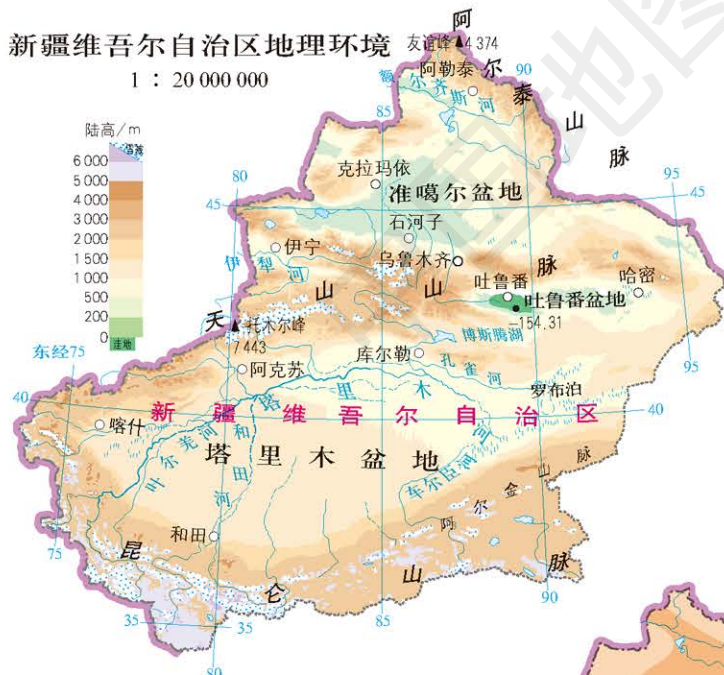 新疆维吾尔自治区地理环境
1：20 000 000
阿尔泰山脉
友谊峰 4 374
阿勒泰
额尔齐斯河
90
85
陆高/m
雪线
6 000
5 000
4 000
3 000
2 000
1 500
1 000
500
200
0
洼地
80
45
克拉玛依
准噶尔盆地
95
45
石河子
伊宁
乌鲁木齐
伊犁河
吐鲁番
哈密
吐鲁番盆地
-154.31
天山山脉
托木尔峰
7 443
博斯腾湖
东经75
阿克苏
库尔勒
孔雀河
塔里木河
罗布泊
40
新疆维吾尔自治区
40
喀什
叶尔羌河
和田河
塔里木盆地
车尔臣河
阿尔金山脉
和田
75
昆仑山脉
35
35
85
90
80